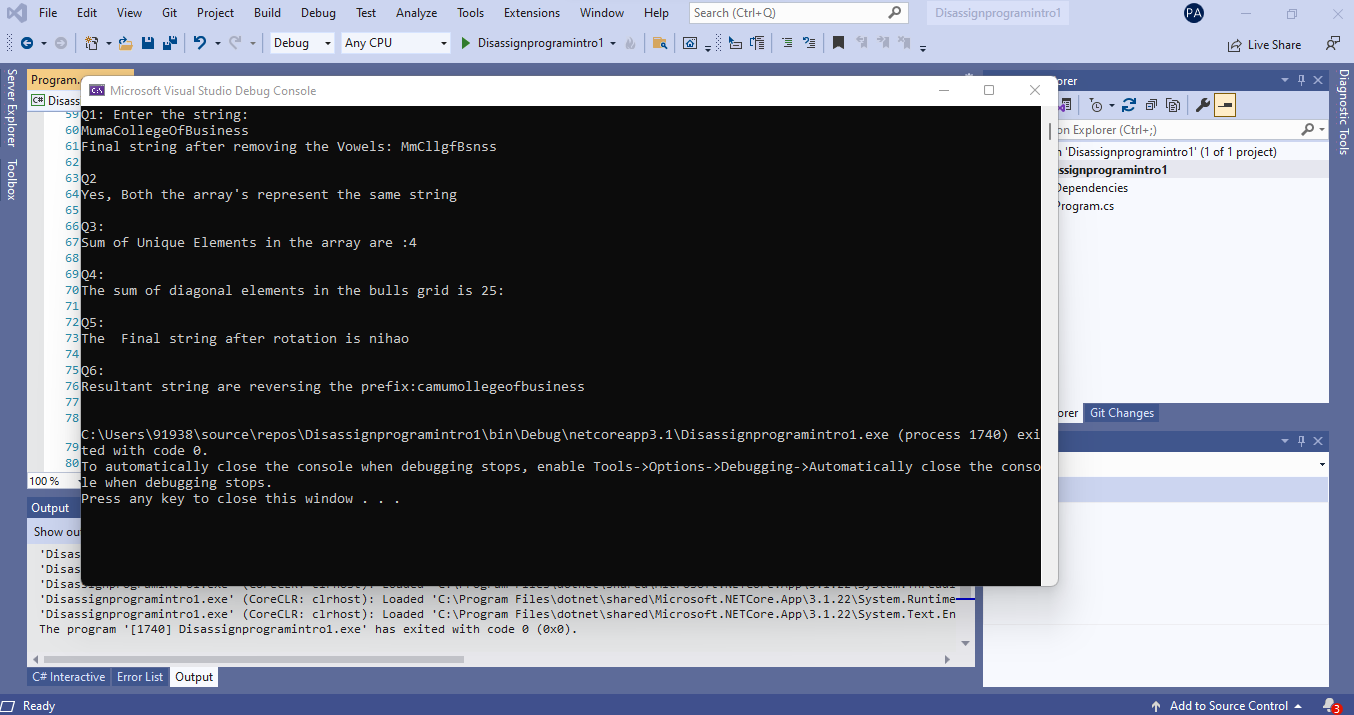 File Edit View Git Project Build Debug Test Analyze Tools Extensions Window Help Search (Ctrl+Q) Disassignprogramintro1 PA
Debug Any CPU Disassignprogramintro1 Live Share
Server Explorer
Toolbox
Program.
C# Disass
59
60
61
62
63
64
65
66
67
68
69
70
71
72
73
74
75
76
77
78
79
80
100 %
Microsoft Visual Studio Debug Console
Q1: Enter the string:
MumaCollegeOfBusiness
Final string after removing the Vowels: MmCllgfBsnss
Q2
Yes, Both the array's represent the same string
Q3:
Sum of Unique Elements in the array are :4
Q4:
The sum of diagonal elements in the bulls grid is 25:
Q5:
The  Final string after rotation is nihao
Q6:
Resultant string are reversing the prefix:camumollegeofbusiness
C:\Users\91938\source\repos\Disassignprogramintro1\bin\Debug\netcoreapp3.1\Disassignprogramintro1.exe (process 1740) exi
ted with code 0.
To automatically close the console when debugging stops, enable Tools->Options->Debugging->Automatically close the conso
le when debugging stops.
Press any key to close this window . . .
orer
on Explorer (Ctrl+;)
n 'Disassignprogramintro1' (1 of 1 project)
assignprogramintro1
Dependencies
Program.cs
orer Git Changes
Diagnostic Tools
Output
Show ou
'Disas
'Disas
'Disassignprogramintro1.exe' (CoreCLR: clrhost): Loaded 'C:\Program Files\dotnet\shared\Microsoft.NETCore.App\3.1.22\System.Threadi
'Disassignprogramintro1.exe' (CoreCLR: clrhost): Loaded 'C:\Program Files\dotnet\shared\Microsoft.NETCore.App\3.1.22\System.Runtime
'Disassignprogramintro1.exe' (CoreCLR: clrhost): Loaded 'C:\Program Files\dotnet\shared\Microsoft.NETCore.App\3.1.22\System.Text.En
The program '[1740] Disassignprogramintro1.exe' has exited with code 0 (0x0).
C# Interactive Error List Output
Ready Add to Source Control 3